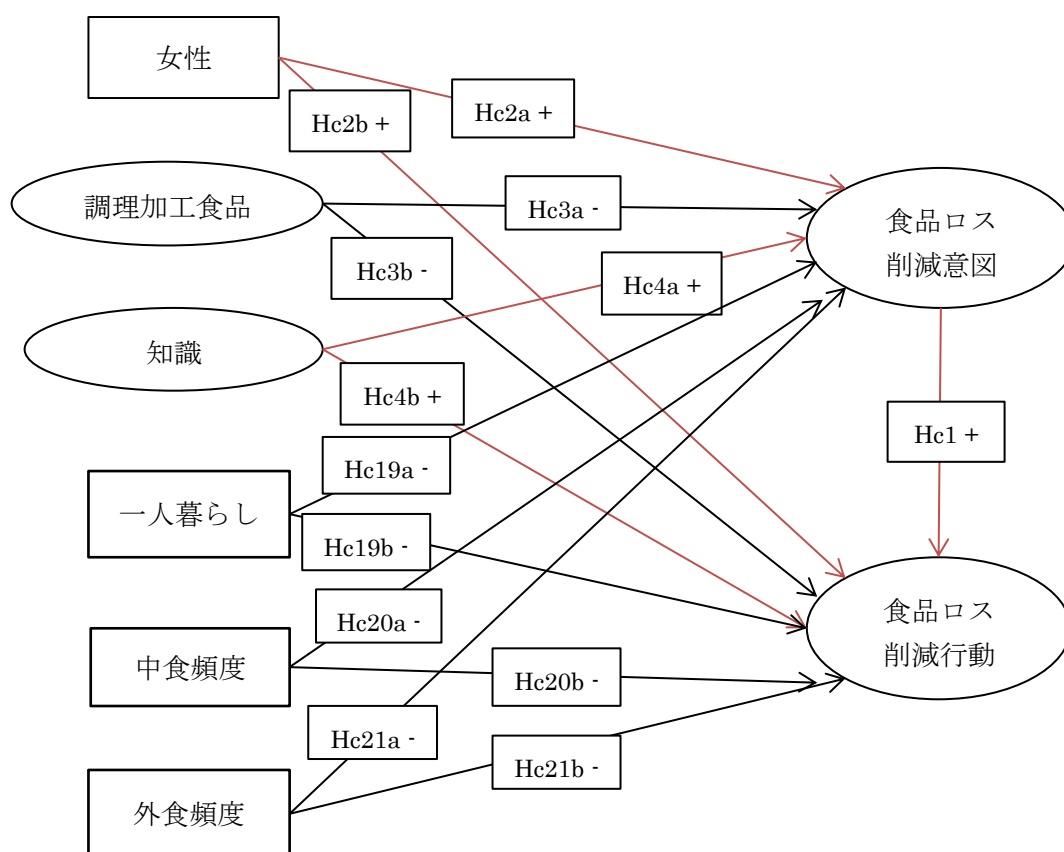 女性
Hc2a +
Hc2b +
調理加工食品
Hc3a -
食品ロス
削減意図
Hc3b -
Hc4a +
知識
Hc4b +
Hc1 +
Hc19a -
一人暮らし
Hc19b -
Hc20a -
食品ロス
削減行動
中食頻度
Hc20b -
Hc21a -
Hc21b -
外食頻度